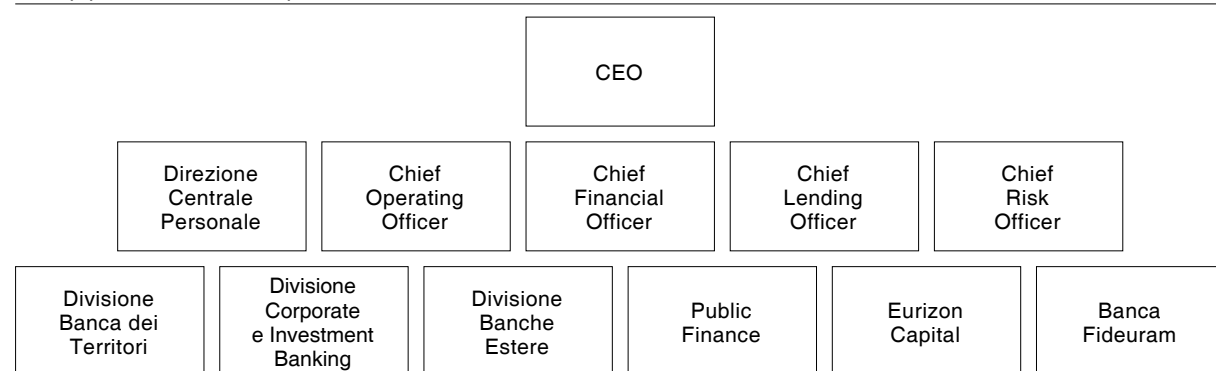 CEO
Direzione
Centrale
Personale
Chief
Operating
Officer
Chief
Financial
Officer
Chief
Lending
Officer
Chief
Risk
Officer
Divisione
Banca dei
Territori
Divisione
Corporate
e Investment
Banking
Divisione
Banche
Estere
Public
Finance
Eurizon
Capital
Banca
Fideuram